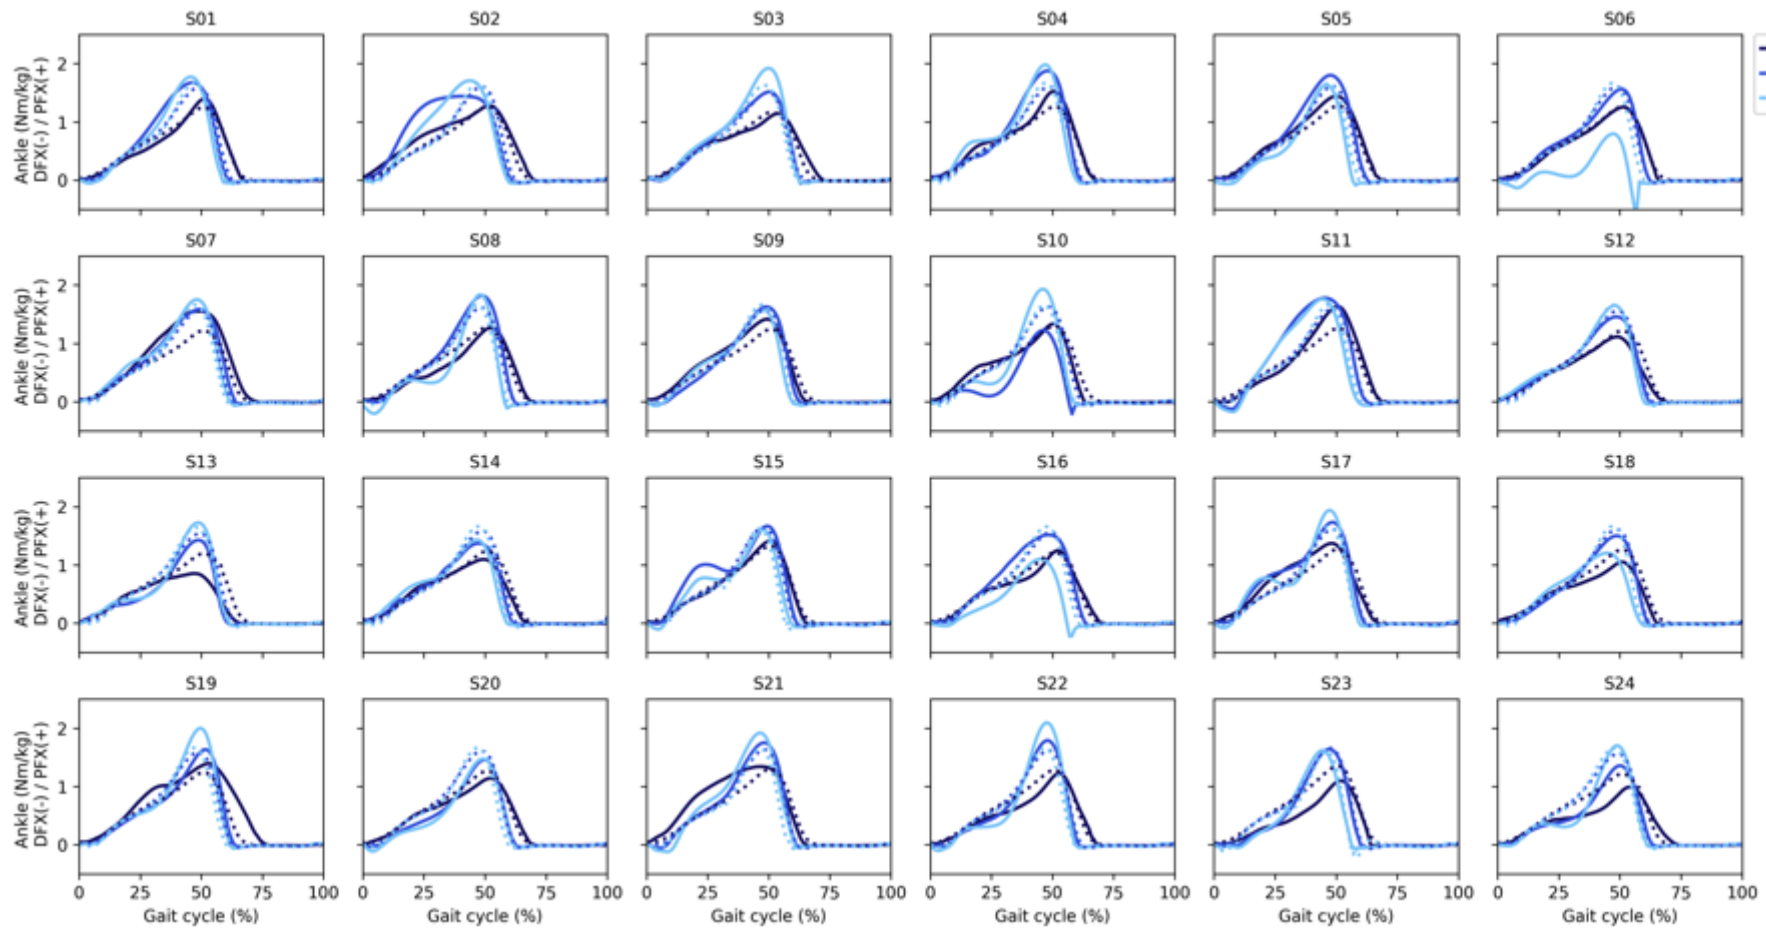 S01 S02 S03 S04 S05 S06
Ankle (Nm/kg)
DFX(-) / PFX(+)
2
1
0
S07 S08 S09 S10 S11 S12
Ankle (Nm/kg)
DFX(-) / PFX(+)
2
1
0
S13 S14 S15 S16 S17 S18
Ankle (Nm/kg)
DFX(-) / PFX(+)
2
1
0
S19 S20 S21 S22 S23 S24
Ankle (Nm/kg)
DFX(-) / PFX(+)
2
1
0
0 25 50 75 100 0 25 50 75 100 0 25 50 75 100 0 25 50 75 100 0 25 50 75 100 0 25 50 75 100
Gait cycle (%) Gait cycle (%) Gait cycle (%) Gait cycle (%) Gait cycle (%) Gait cycle (%)